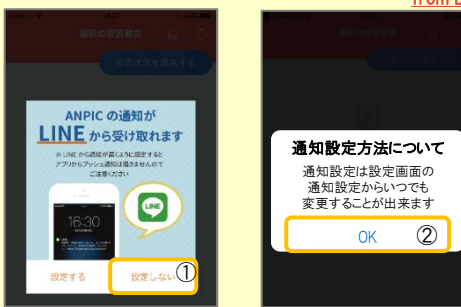 from L
最新の安否報告
安否状況を報告する
ANPIC の通知が
LINE から受け取れます
※ LINE から通知が届くように設定すると
アプリからプッシュ通知は届きませんので
ご注意ください
16:30
LINE
設定する
設定しない ①
通知設定方法について
通知設定は設定画面の
通知設定からいつでも
変更することが出来ます
OK ②